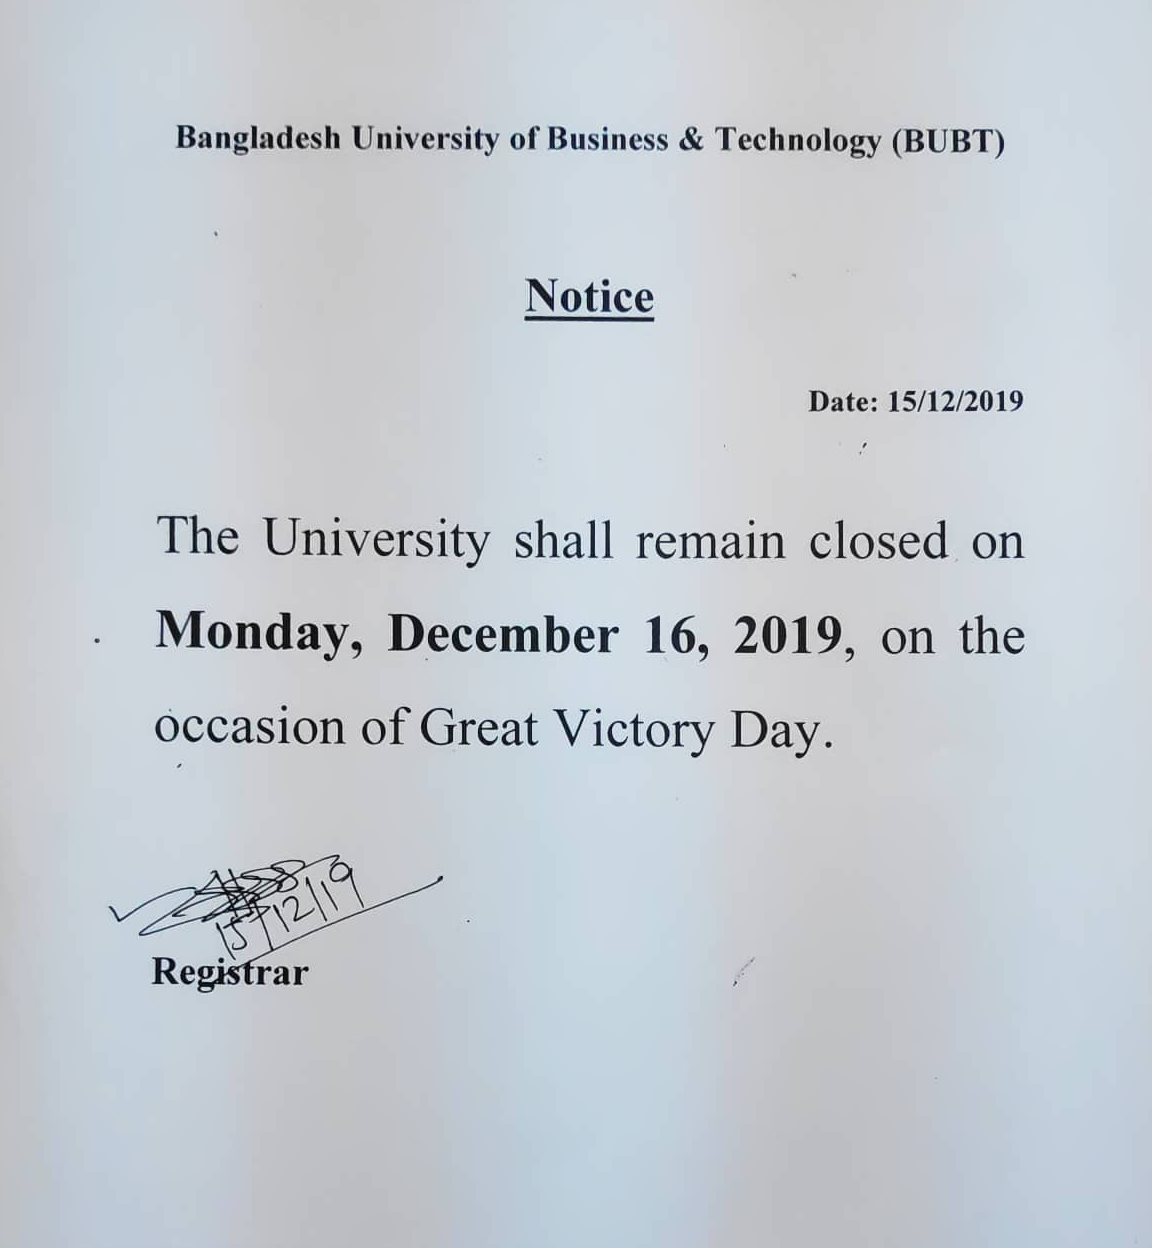 Bangladesh University of Business & Technology (BUBT)
Notice
Date: 15/12/2019
The University shall remain closed on
Monday, December 16, 2019, on the
occasion of Great Victory Day.
15/12/19
Registrar